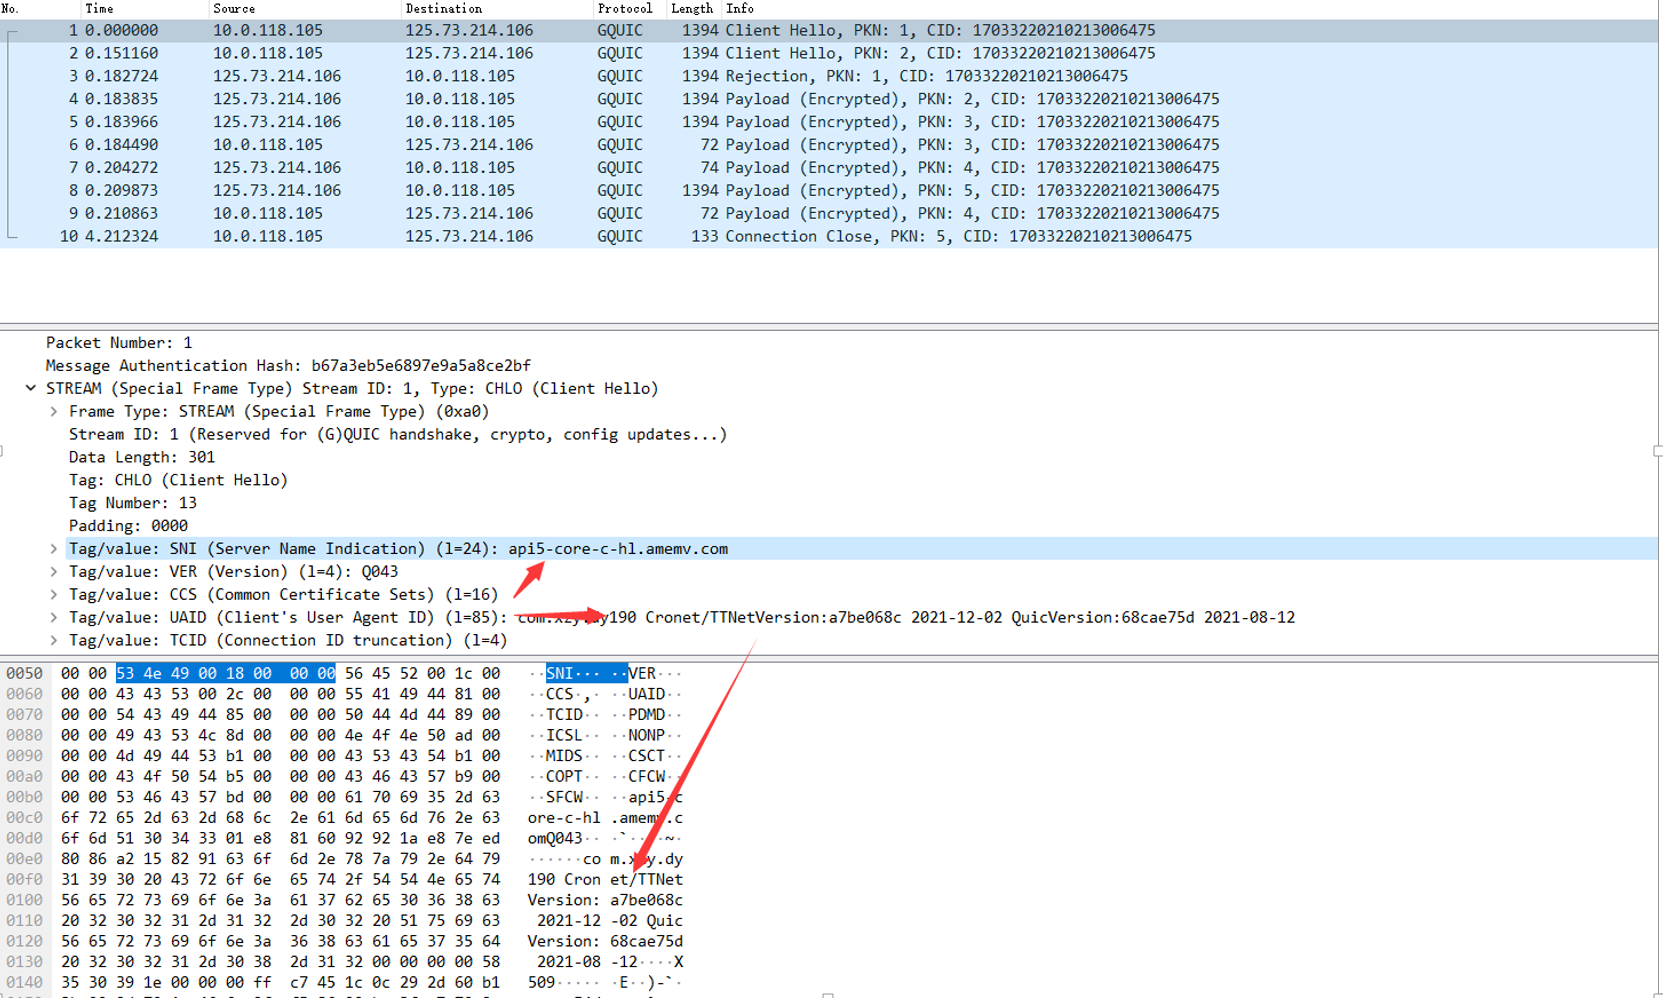 No. Time Source Destination Protocol Length Info
1 0.000000 10.0.118.105 125.73.214.106 GQUIC 1394 Client Hello, PKN: 1, CID: 17033220210213006475
2 0.151160 10.0.118.105 125.73.214.106 GQUIC 1394 Client Hello, PKN: 2, CID: 17033220210213006475
3 0.182724 125.73.214.106 10.0.118.105 GQUIC 1394 Rejection, PKN: 1, CID: 17033220210213006475
4 0.183835 125.73.214.106 10.0.118.105 GQUIC 1394 Payload (Encrypted), PKN: 2, CID: 17033220210213006475
5 0.183966 125.73.214.106 10.0.118.105 GQUIC 1394 Payload (Encrypted), PKN: 3, CID: 17033220210213006475
6 0.184490 10.0.118.105 125.73.214.106 GQUIC 72 Payload (Encrypted), PKN: 3, CID: 17033220210213006475
7 0.204272 125.73.214.106 10.0.118.105 GQUIC 74 Payload (Encrypted), PKN: 4, CID: 17033220210213006475
8 0.209873 125.73.214.106 10.0.118.105 GQUIC 1394 Payload (Encrypted), PKN: 5, CID: 17033220210213006475
9 0.210863 10.0.118.105 125.73.214.106 GQUIC 72 Payload (Encrypted), PKN: 4, CID: 17033220210213006475
10 4.212324 10.0.118.105 125.73.214.106 GQUIC 133 Connection Close, PKN: 5, CID: 17033220210213006475
Packet Number: 1
Message Authentication Hash: b67a3eb5e6897e9a5a8ce2bf
STREAM (Special Frame Type) Stream ID: 1, Type: CHLO (Client Hello)
Frame Type: STREAM (Special Frame Type) (0xa0)
Stream ID: 1 (Reserved for (G)QUIC handshake, crypto, config updates...)
Data Length: 301
Tag: CHLO (Client Hello)
Tag Number: 13
Padding: 0000
Tag/value: SNI (Server Name Indication) (l=24): api5-core-c-hl.amemv.com
Tag/value: VER (Version) (l=4): Q043
Tag/value: CCS (Common Certificate Sets) (l=16)
Tag/value: UAID (Client's User Agent ID) (l=85): com.xzy.dy190 Cronet/TTNetVersion:a7be068c 2021-12-02 QuicVersion:68cae75d 2021-08-12
Tag/value: TCID (Connection ID truncation) (l=4)
0050 00 00 53 4e 49 00 18 00 00 00 56 45 52 00 1c 00 ··SNI··· ··VER···
0060 00 00 43 43 53 00 2c 00 00 00 55 41 49 44 81 00 ··CCS·,· ··UAID··
0070 00 00 54 43 49 44 85 00 00 00 50 44 4d 44 89 00 ··TCID·· ··PDMD··
0080 00 00 49 43 53 4c 8d 00 00 00 4e 4f 4e 50 ad 00 ··ICSL·· ··NONP··
0090 00 00 4d 49 44 53 b1 00 00 00 43 53 43 54 b1 00 ··MIDS·· ··CSCT··
00a0 00 00 43 4f 50 54 b5 00 00 00 43 46 43 57 b9 00 ··COPT·· ··CFCW··
00b0 00 00 53 46 43 57 bd 00 00 00 61 70 69 35 2d 63 ··SFCW·· ··api5-c
00c0 6f 72 65 2d 63 2d 68 6c 2e 61 6d 65 6d 76 2e 63 ore-c-hl .amemv.c
00d0 6f 6d 51 30 34 33 01 e8 81 60 92 92 1a e8 7e ed omQ043·· ·`····~·
00e0 80 86 a2 15 82 91 63 6f 6d 2e 78 7a 79 2e 64 79 ······co m.xzy.dy
00f0 31 39 30 20 43 72 6f 6e 65 74 2f 54 54 4e 65 74 190 Cron et/TTNet
0100 56 65 72 73 69 6f 6e 3a 61 37 62 65 30 36 38 63 Version: a7be068c
0110 20 32 30 32 31 2d 31 32 2d 30 32 20 51 75 69 63 2021-12 -02 Quic
0120 56 65 72 73 69 6f 6e 3a 36 38 63 61 65 37 35 64 Version: 68cae75d
0130 20 32 30 32 31 2d 30 38 2d 31 32 00 00 00 00 58 2021-08 -12····X
0140 35 30 39 1e 00 00 00 ff c7 45 1c 0c 29 2d 60 b1 509····· ·E··)-`·